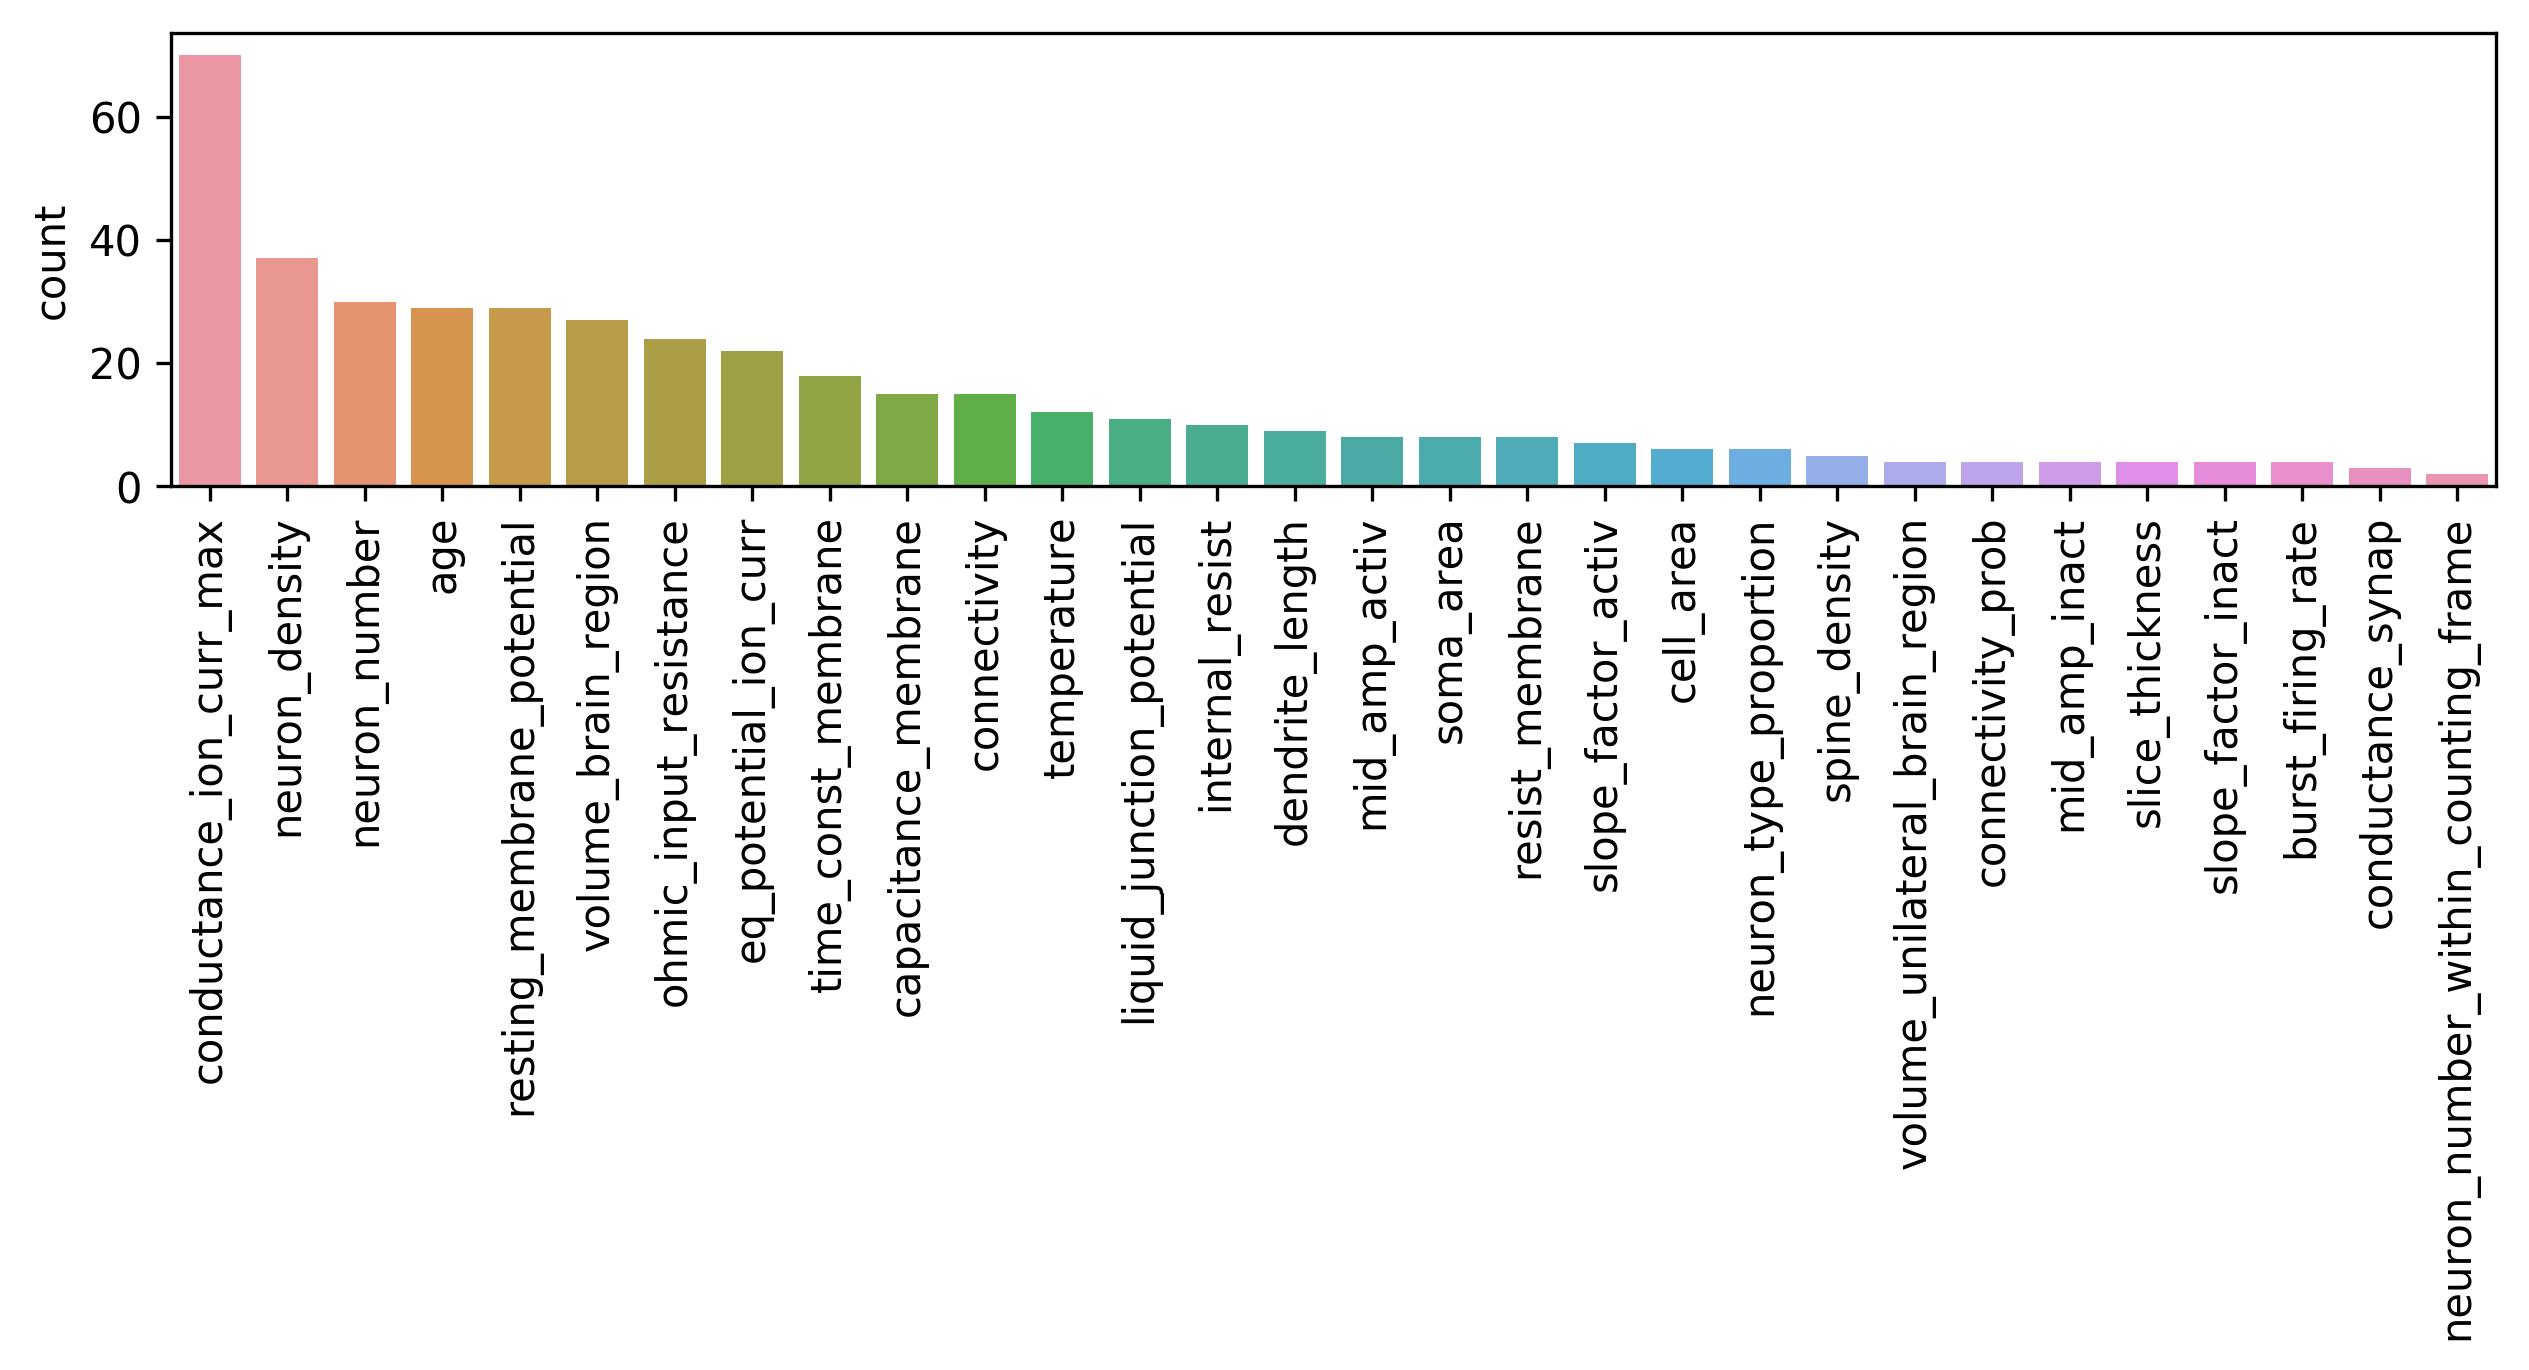 count
60
40
20
0
conductance_ion_curr_max
neuron_density
neuron_number
age
resting_membrane_potential
volume_brain_region
ohmic_input_resistance
eq_potential_ion_curr
time_const_membrane
capacitance_membrane
connectivity
temperature
liquid_junction_potential
internal_resist
dendrite_length
mid_amp_activ
soma_area
resist_membrane
slope_factor_activ
cell_area
neuron_type_proportion
spine_density
volume_unilateral_brain_region
connectivity_prob
mid_amp_inact
slice_thickness
slope_factor_inact
burst_firing_rate
conductance_synap
neuron_number_within_counting_frame